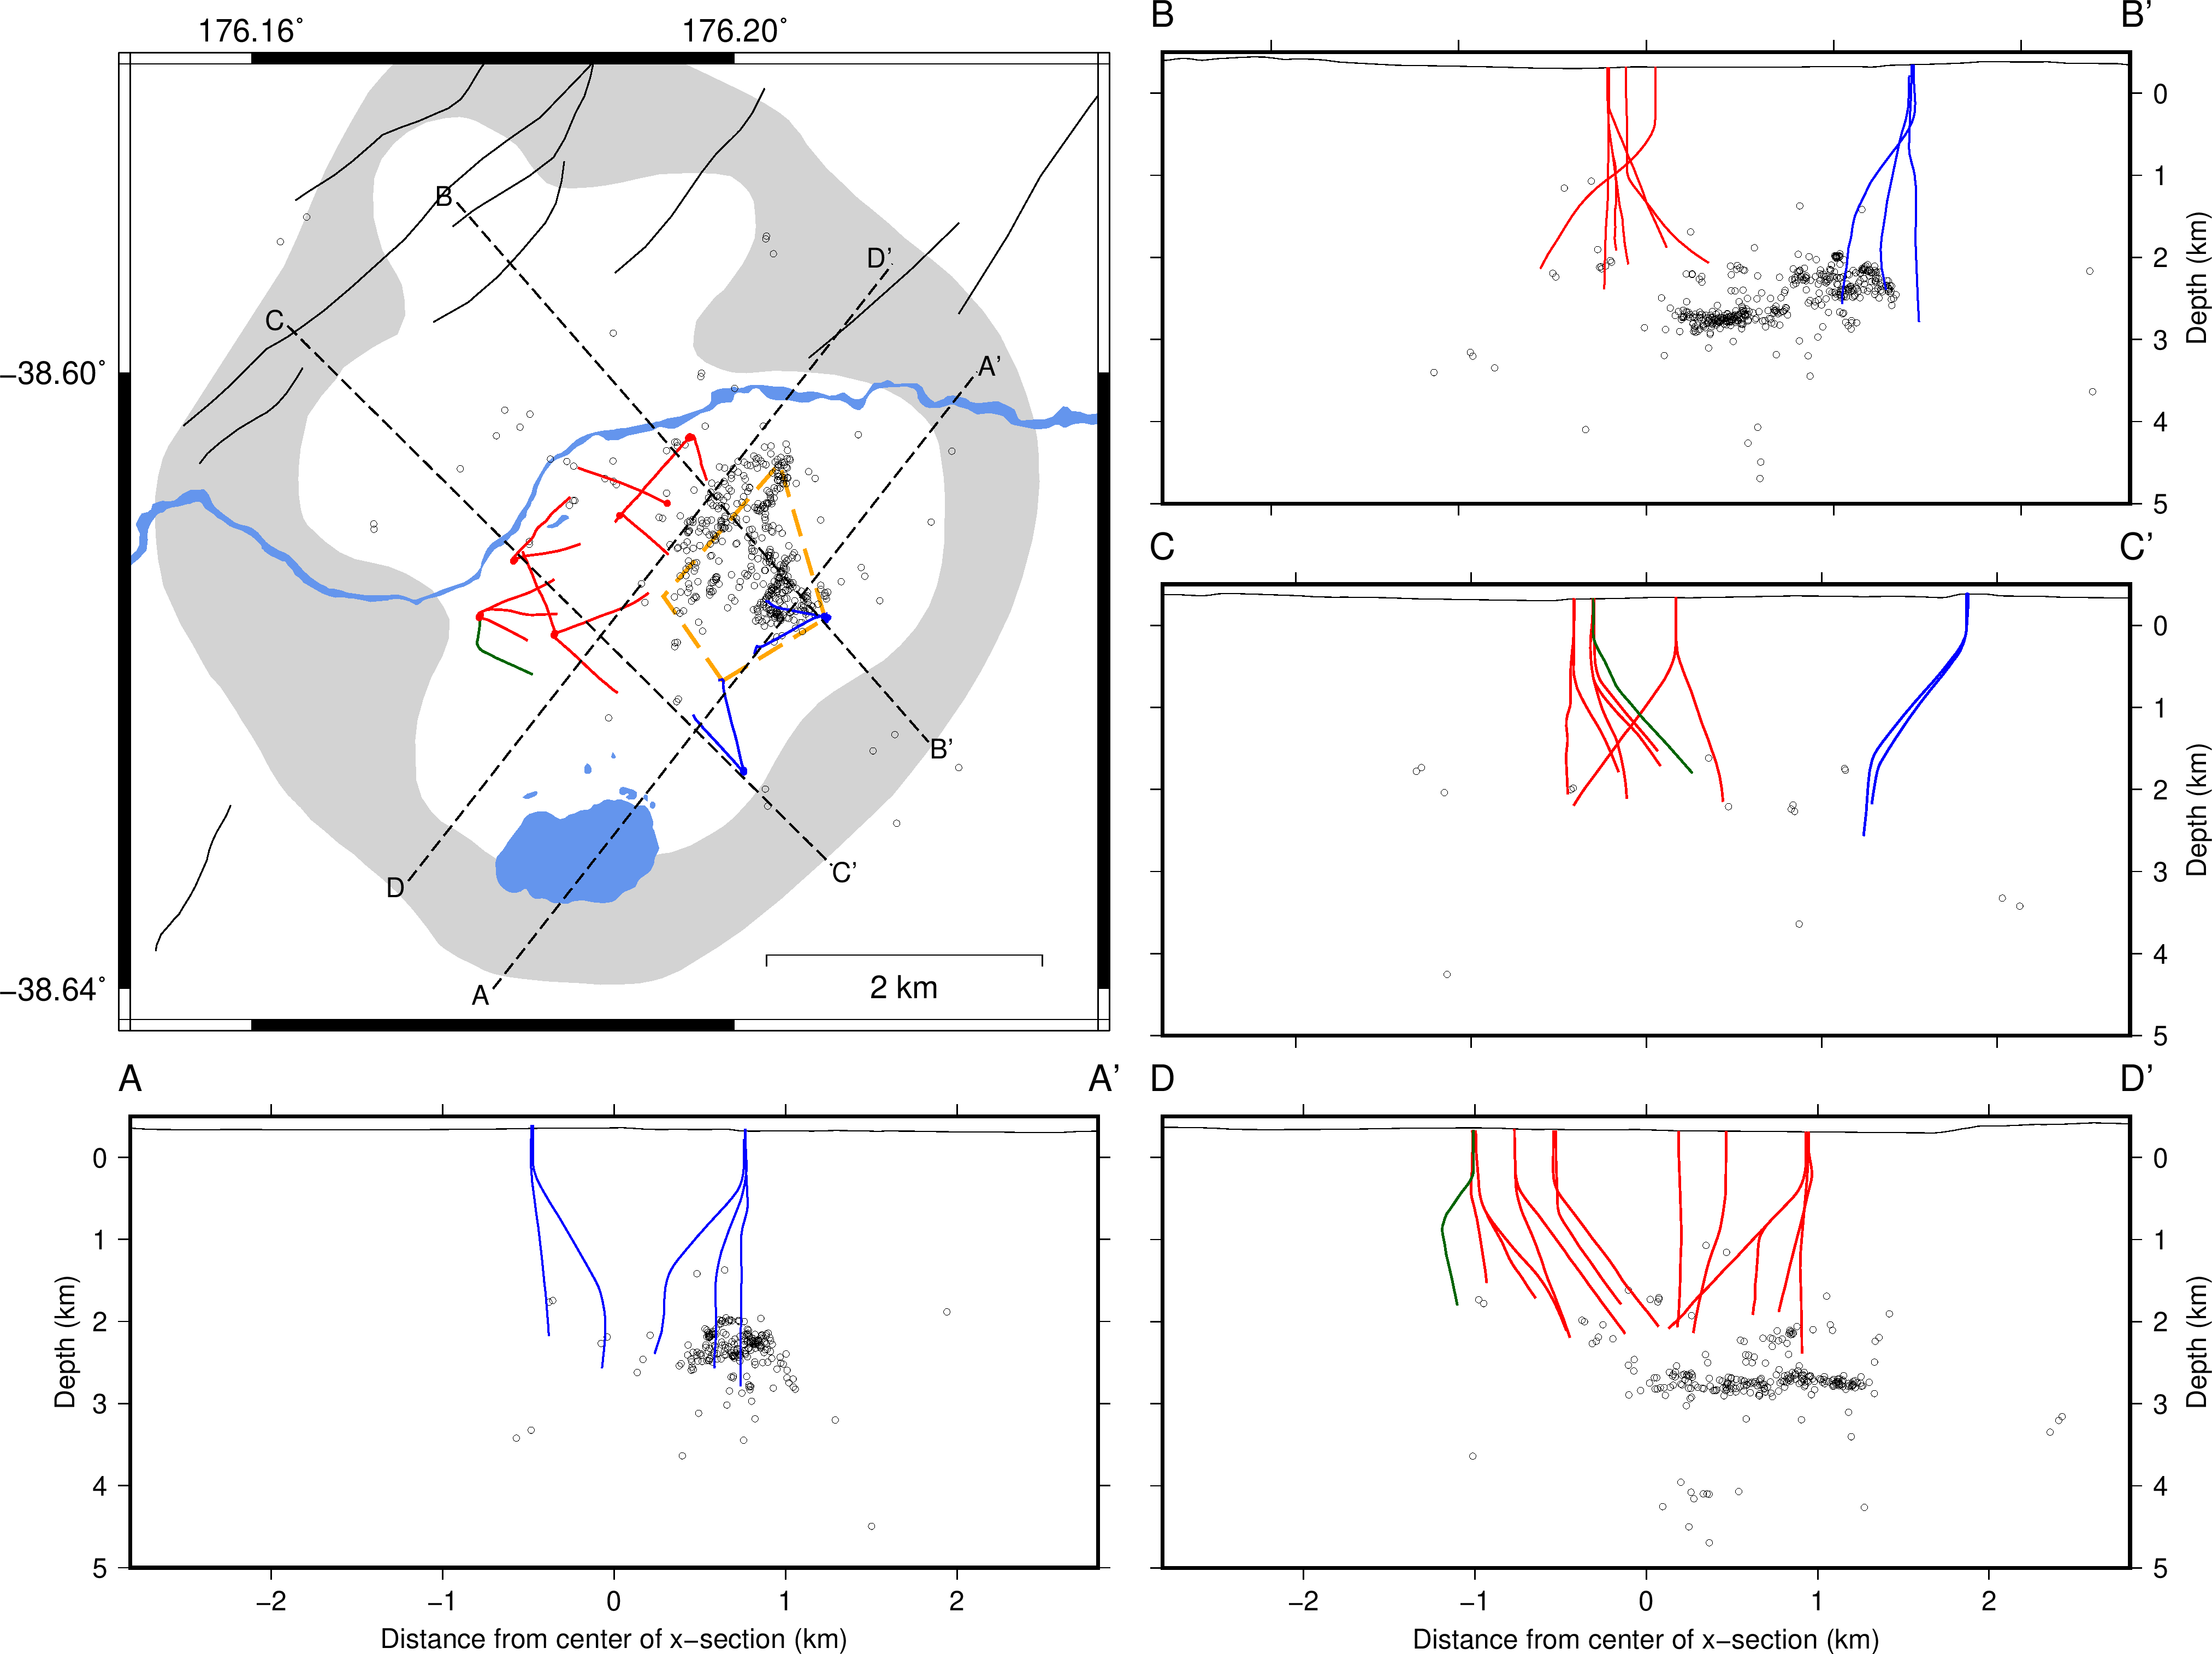 176.16˚ 176.20˚
B B'
B
D'
C
−38.60˚
A'
B'
C'
D
A
2 km
−38.64˚
0
1
2
3
4
5
Depth (km)
C C'
0
1
2
3
4
5
Depth (km)
A A'
0
1
2
3
4
5
Depth (km)
−2 −1 0 1 2
Distance from center of x−section (km)
D D'
0
1
2
3
4
5
Depth (km)
−2 −1 0 1 2
Distance from center of x−section (km)